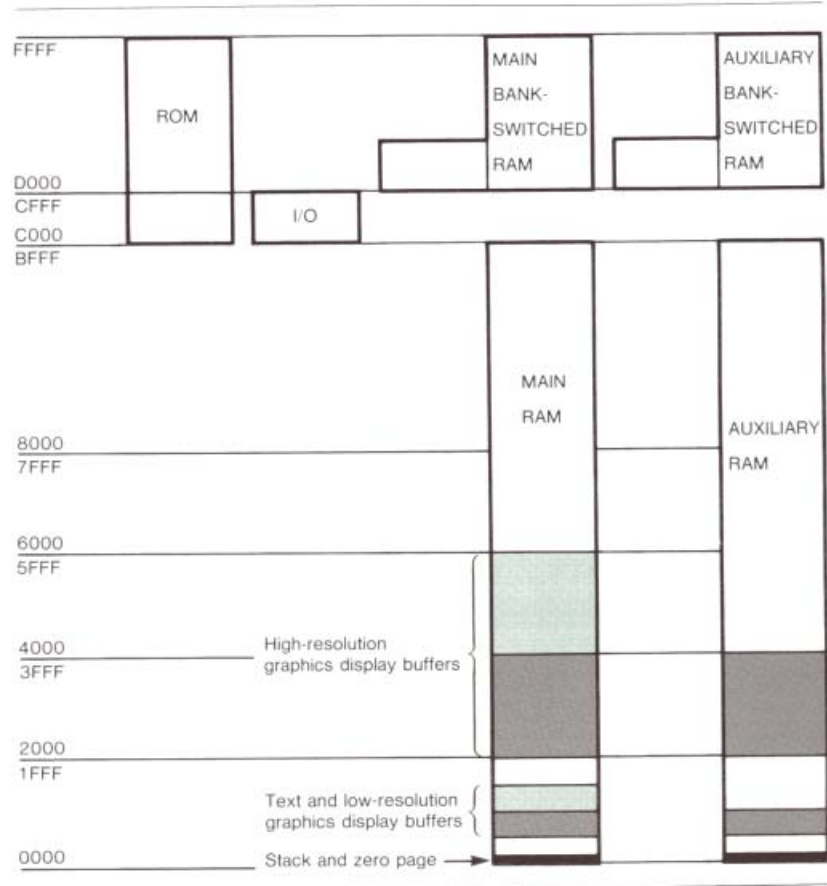 FFFF
ROM
MAIN
BANK-
SWITCHED
RAM
AUXILIARY
BANK-
SWITCHED
RAM
D000
CFFF
I/O
C000
BFFF
MAIN
RAM
AUXILIARY
RAM
8000
7FFF
6000
5FFF
High-resolution
graphics display buffers
4000
3FFF
2000
1FFF
Text and low-resolution
graphics display buffers
0000
Stack and zero page